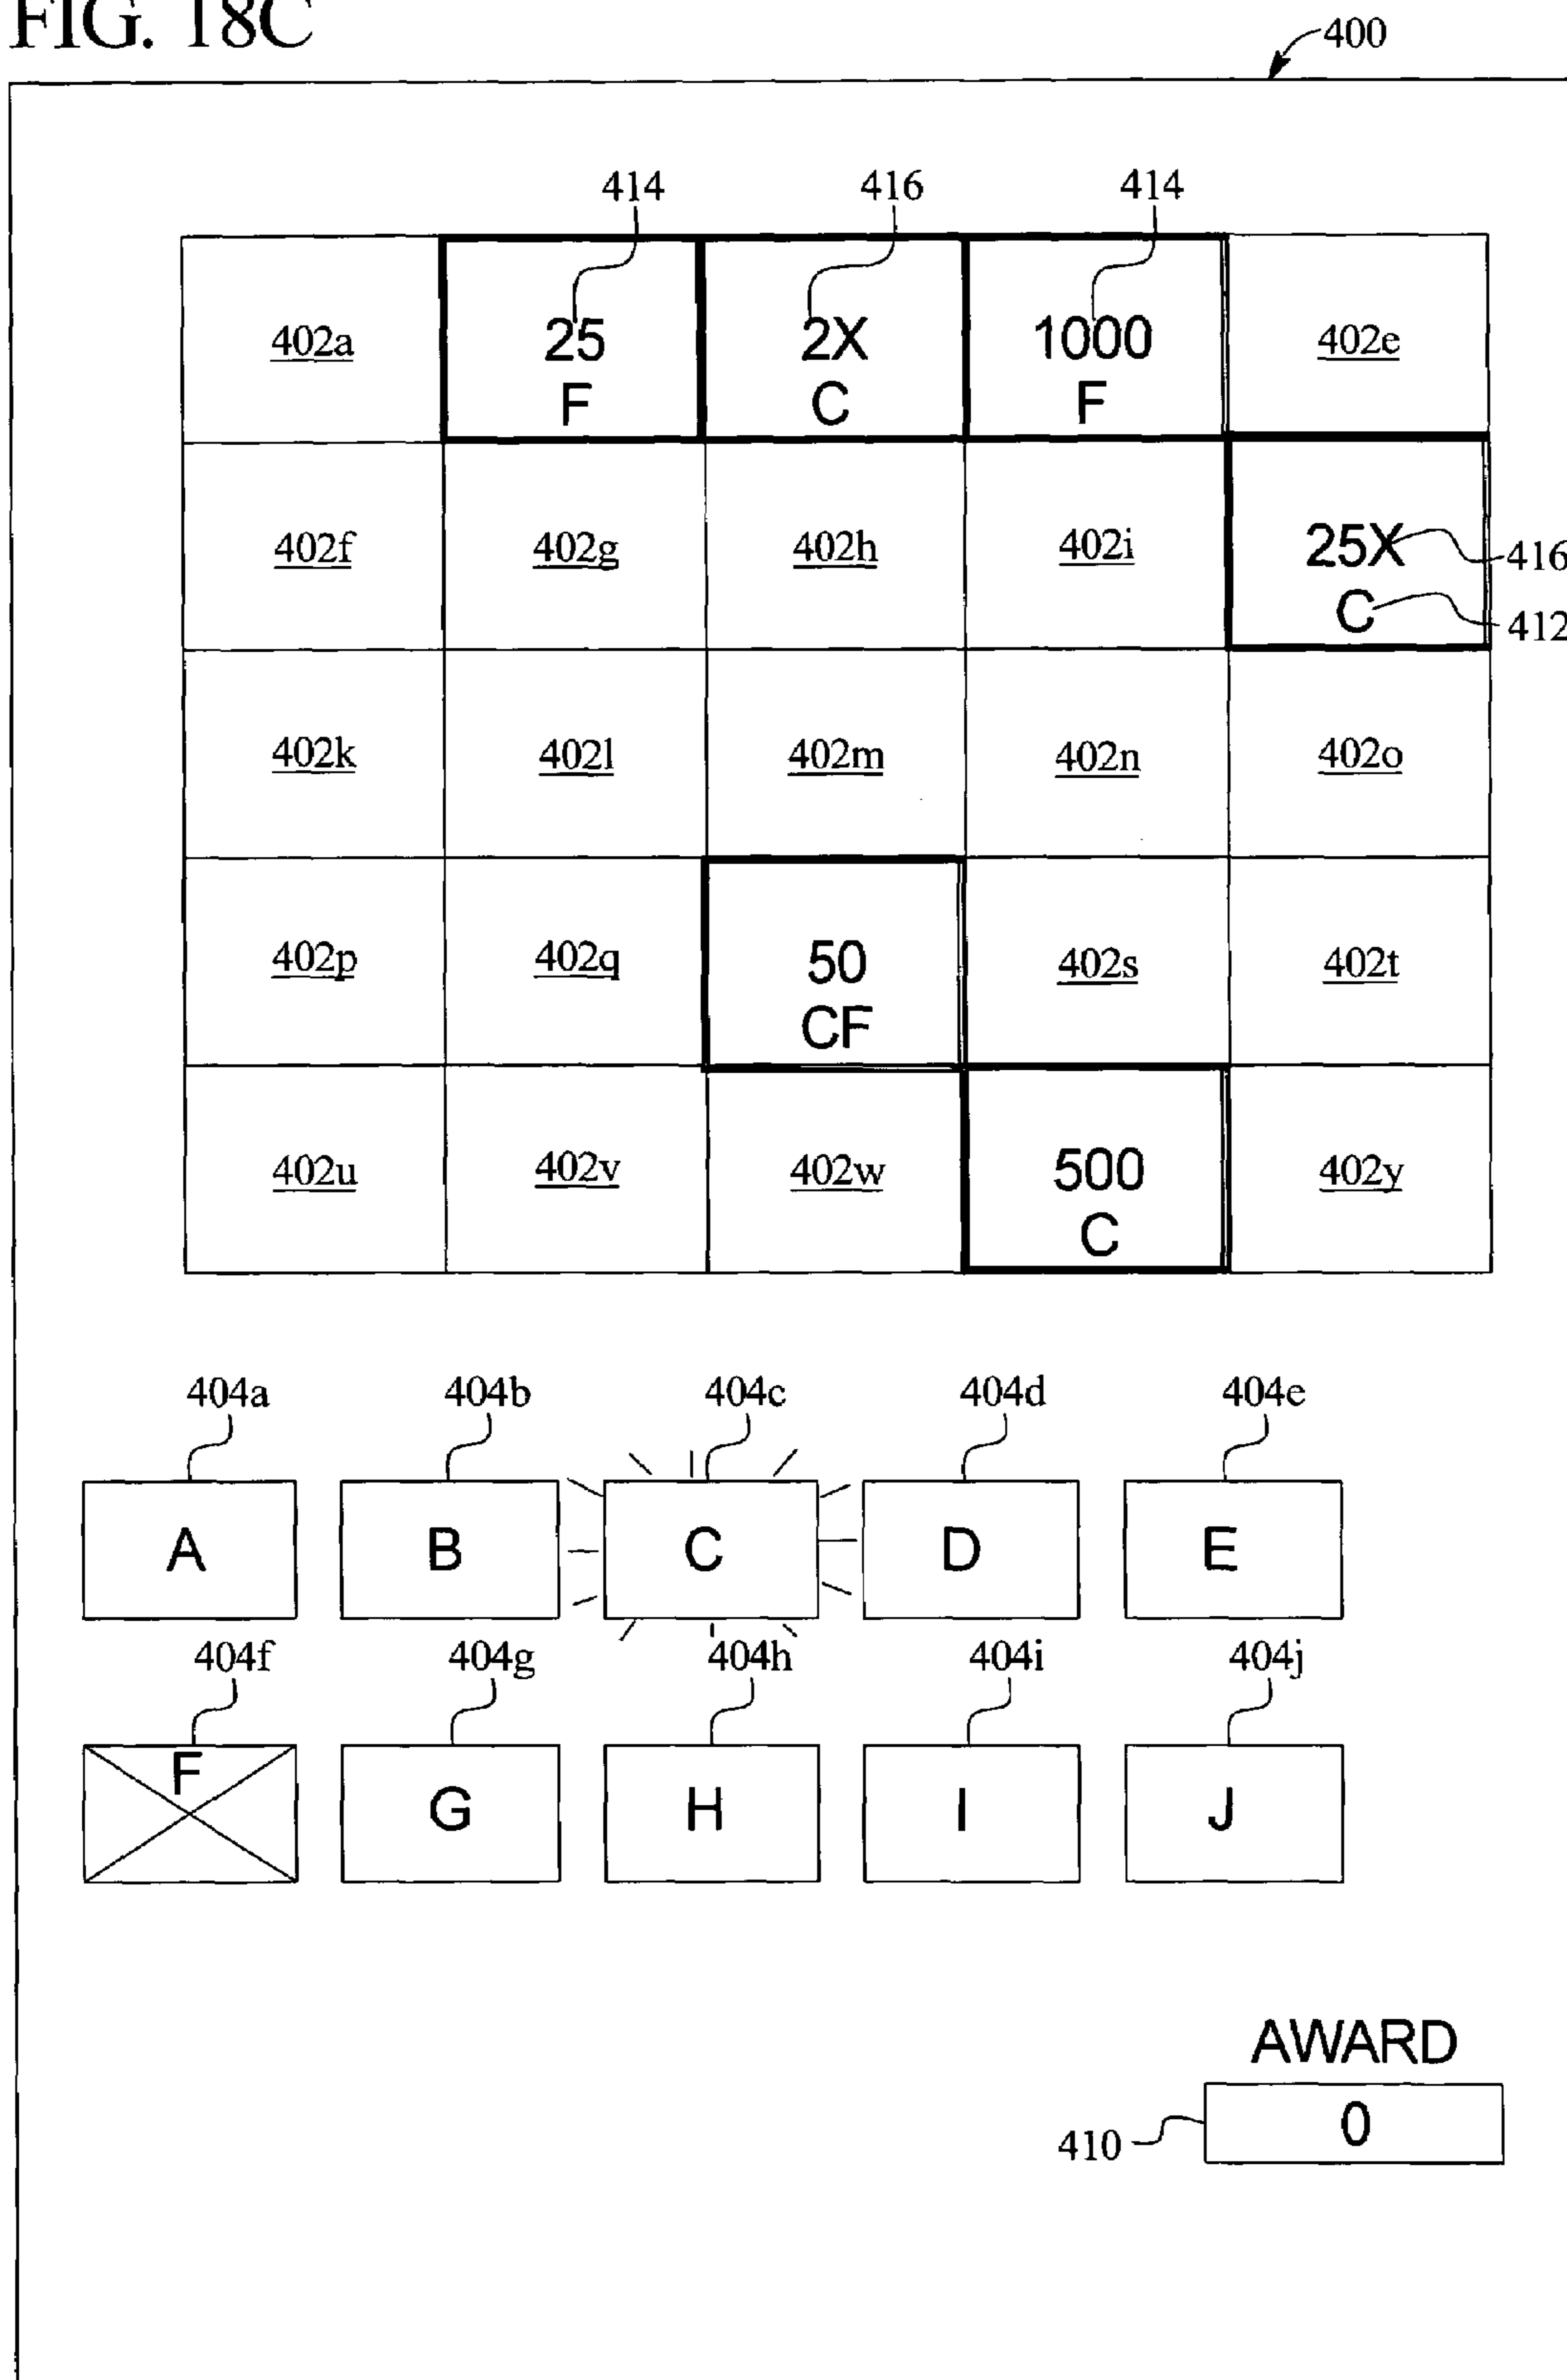 FIG. 18C
400
414 416 414
402a 25 2X 1000 402e
F C F
402f 402g 402h 402i 25X 416
C 412
402k 402l 402m 402n 402o
402p 402q 50 402s 402t
CF
402u 402v 402w 500 402y
C
404a 404b 404c 404d 404e
A B C D E
404f 404g 404h 404i 404j
F G H I J
AWARD
410 0